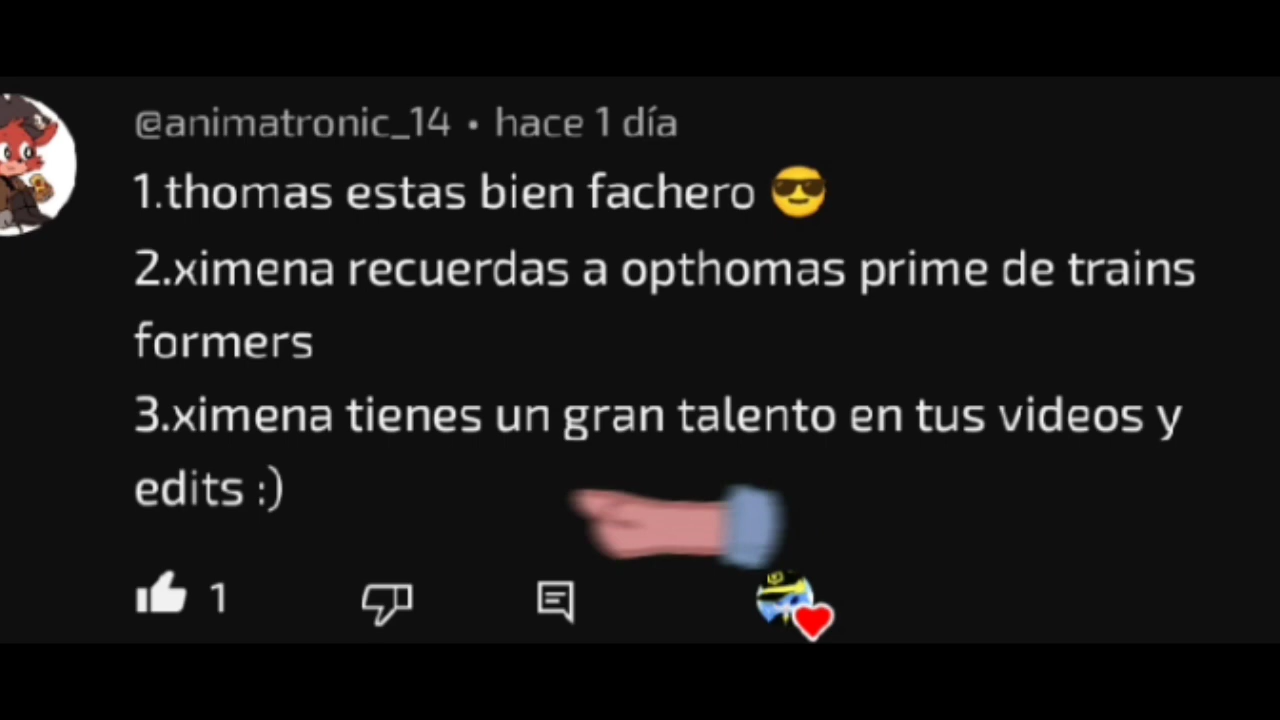 @animatronic_14 • hace 1 día
1.thomas estas bien fachero 😎
2.ximena recuerdas a opthomas prime de trains
formers
3.ximena tienes un gran talento en tus videos y
edits :)
1